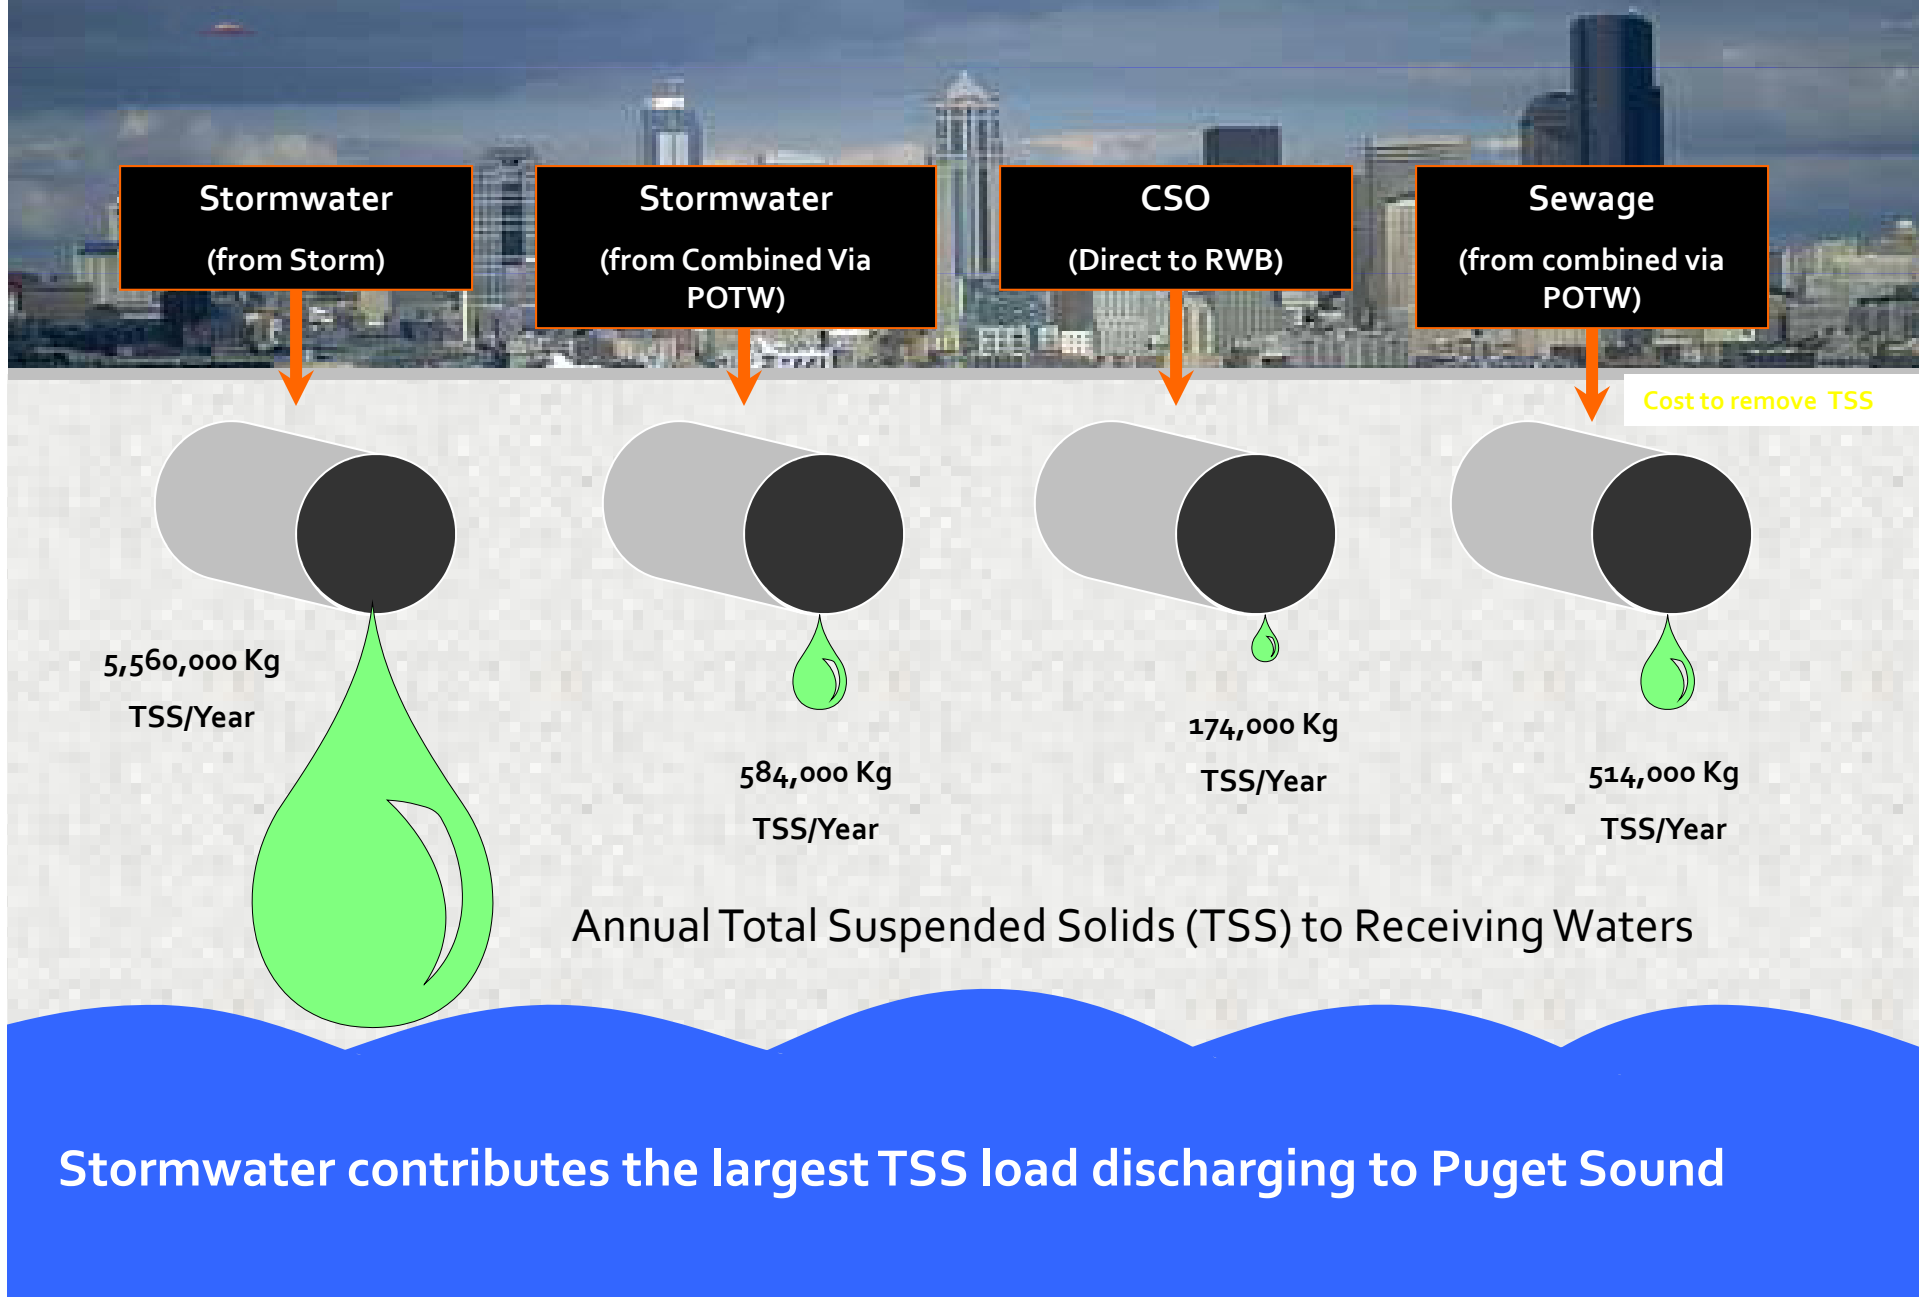 Stormwater
(from Storm)
Stormwater
(from Combined Via
POTW)
CSO
(Direct to RWB)
Sewage
(from combined via
POTW)
Cost to remove TSS
5,560,000 Kg
TSS/Year
584,000 Kg
TSS/Year
174,000 Kg
TSS/Year
514,000 Kg
TSS/Year
Annual Total Suspended Solids (TSS) to Receiving Waters
Stormwater contributes the largest TSS load discharging to Puget Sound